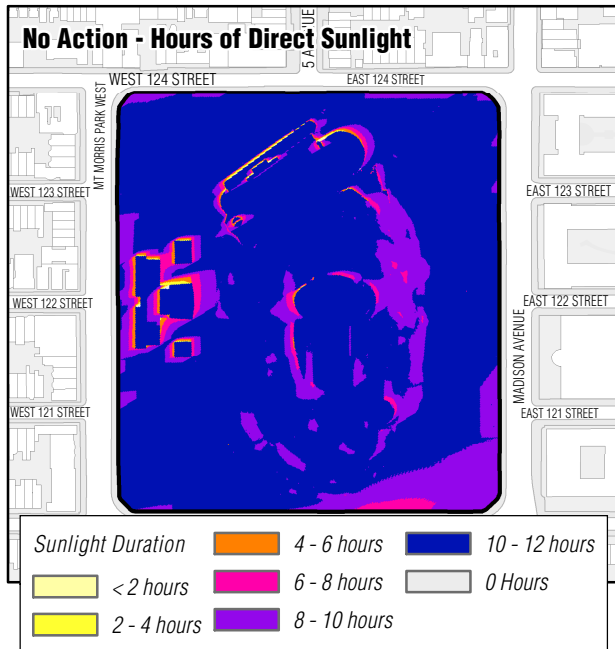 No Action - Hours of Direct Sunlight
5 AVENUE
WEST 124 STREET
EAST 124 STREET
MT MORRIS PARK WEST
WEST 123 STREET
EAST 123 STREET
WEST 122 STREET
EAST 122 STREET
MADISON AVENUE
WEST 121 STREET
EAST 121 STREET
Sunlight Duration
< 2 hours
2 - 4 hours
4 - 6 hours
6 - 8 hours
8 - 10 hours
10 - 12 hours
0 Hours